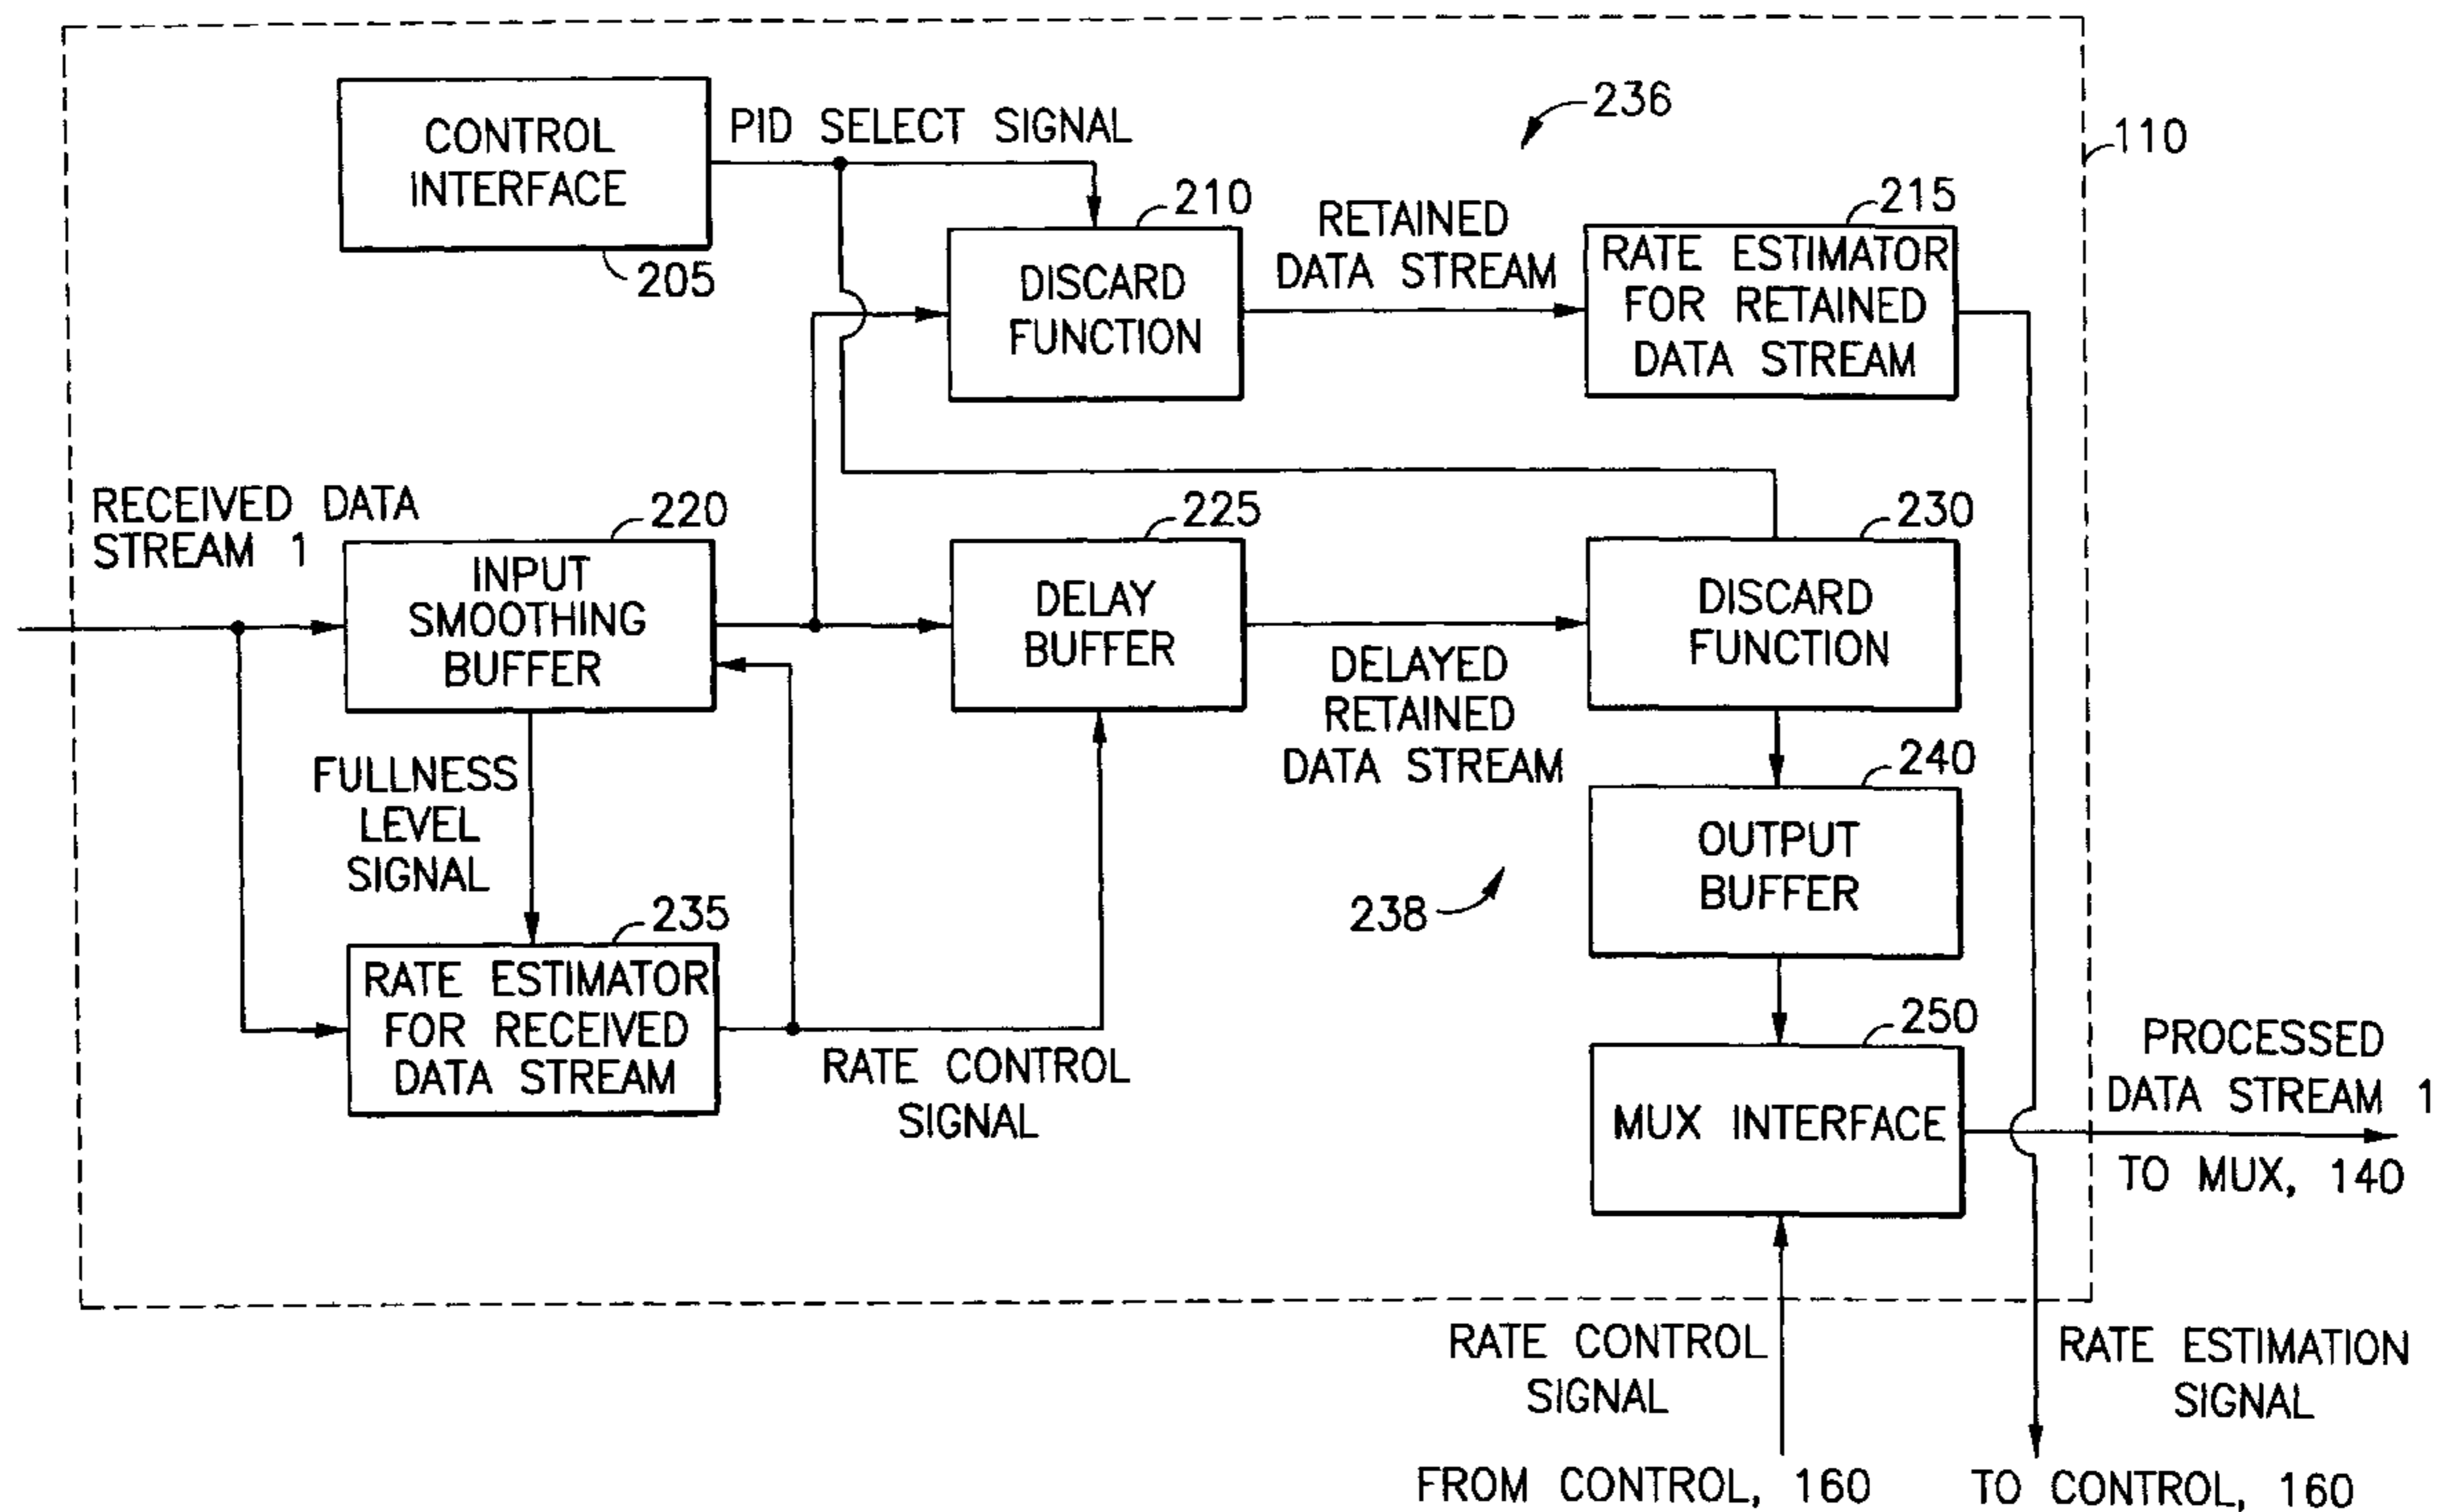 236
110
CONTROL
INTERFACE
205
PID SELECT SIGNAL
210
DISCARD
FUNCTION
RETAINED
DATA STREAM
215
RATE ESTIMATOR
FOR RETAINED
DATA STREAM
RECEIVED DATA
STREAM 1
220
INPUT
SMOOTHING
BUFFER
225
DELAY
BUFFER
DELAYED
RETAINED
DATA STREAM
230
DISCARD
FUNCTION
FULLNESS
LEVEL
SIGNAL
235
RATE ESTIMATOR
FOR RECEIVED
DATA STREAM
RATE CONTROL
SIGNAL
238
240
OUTPUT
BUFFER
250
MUX INTERFACE
PROCESSED
DATA STREAM 1
TO MUX, 140
RATE CONTROL
SIGNAL
FROM CONTROL, 160
RATE ESTIMATION
SIGNAL
TO CONTROL, 160